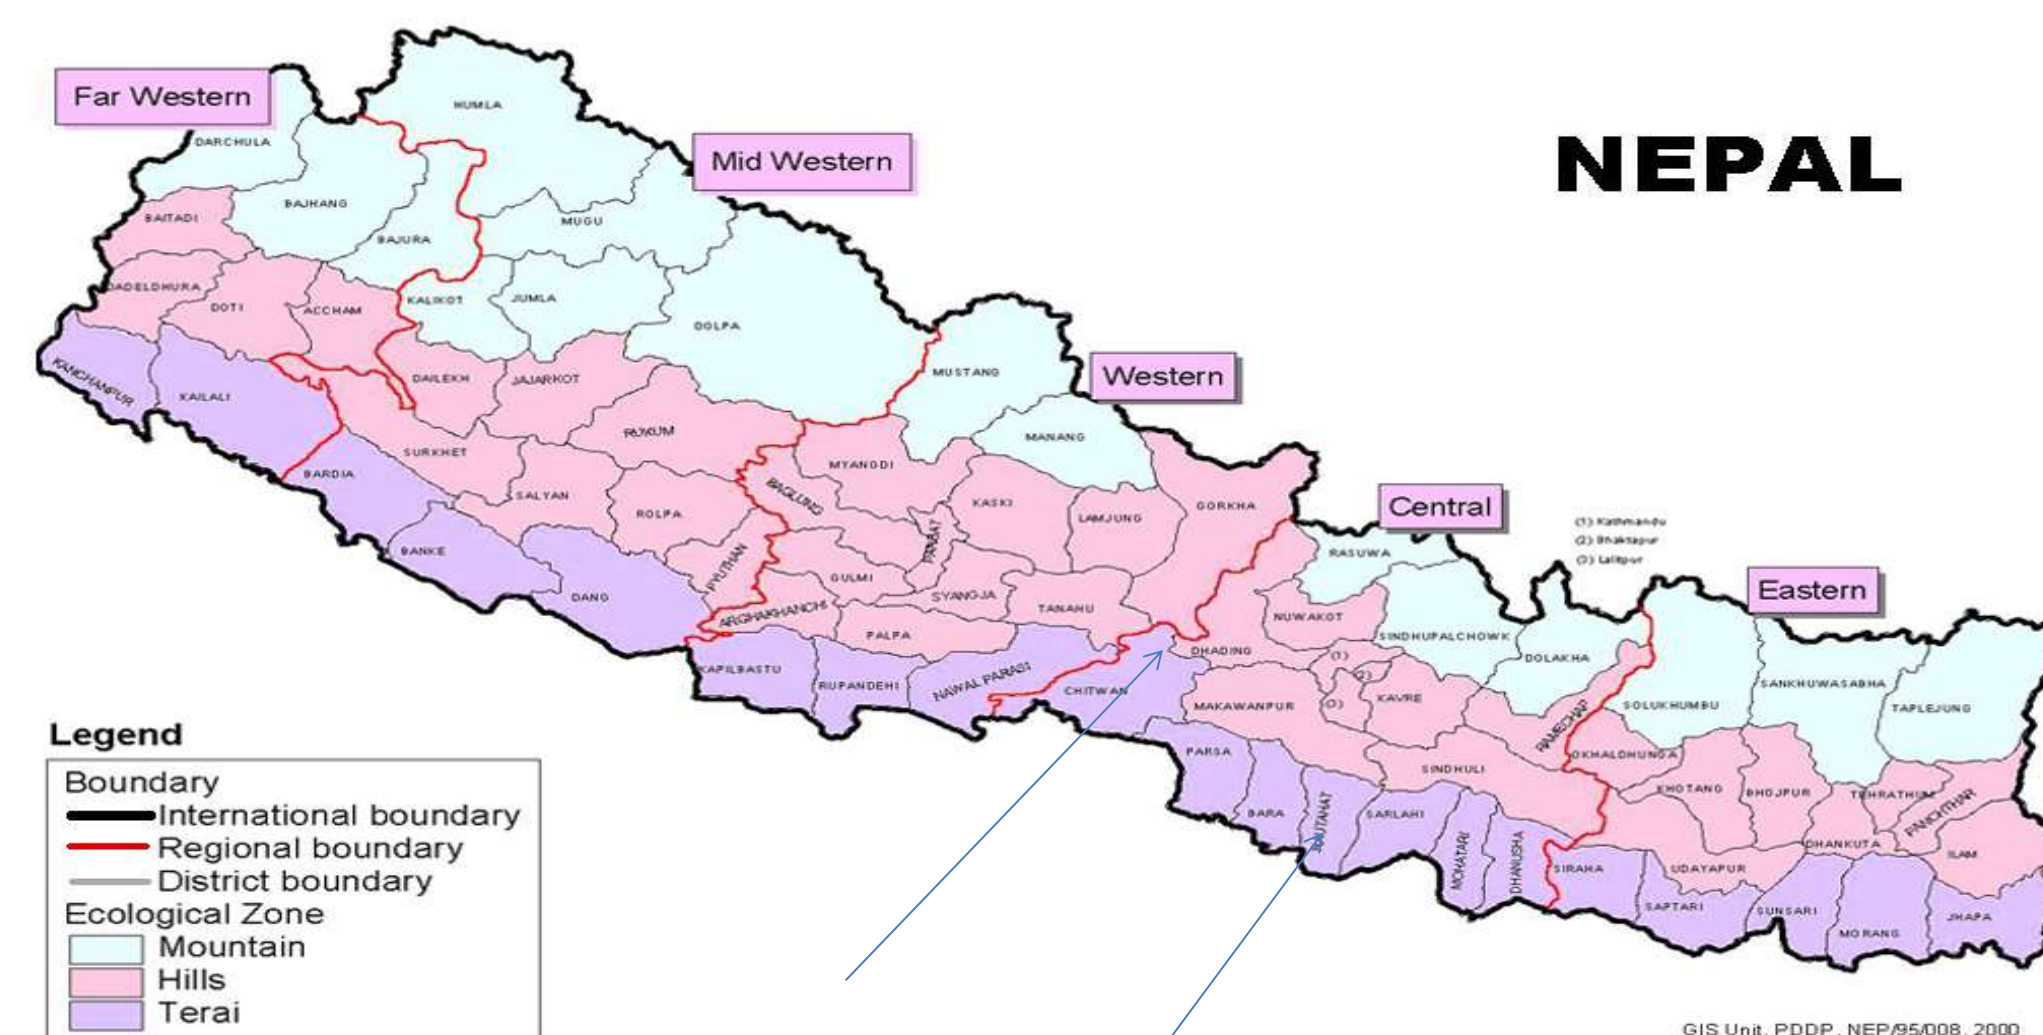 NEPAL
Far Western
Mid Western
Western
Central
Eastern
(1) Kathmandu
(2) Bhaktapur
(3) Lalitpur
HUMLA
DARCHULA
BAJHANG
BAITADI
BAJURA
MUGU
DADELDHURA
DOTI
ACCHAM
KALIKOT
JUMLA
DOLPA
KANCHANPUR
KAILALI
DAILEKH
JAJARKOT
MUSTANG
RUKUM
MANANG
SURKHET
BARDIA
MYANGDI
SALYAN
BAGLUNG
KASKI
LAMJUNG
GORKHA
ROLPA
BANKE
PYUTHAN
GULMI
RASUWA
DANG
SYANGJA
TANAHU
ARGHAKHANCHI
NUWAKOT
PALPA
SINDHUPALCHOWK
DHADING
(1)
DOLAKHA
KAPILBASTU
RUPANDEHI
NAWAL PARASI
CHITWAN
(2)
(3)
KAVRE
MAKAWANPUR
SANKHUWASABHA
SOLUKHUMBU
TAPLEJUNG
RAMECHAP
PARSA
OKHALDHUNGA
SINDHULI
KHOTANG
BHOJPUR
TEHRATHUM
PANCHTHAR
BARA
SARLAHI
MOHATARI
DHANUSHA
DHANKUTA
ILAM
SIRAHA
UDAYAPUR
SAPTARI
SUNSARI
MORANG
JHAPA
Legend
Boundary
International boundary
Regional boundary
District boundary
Ecological Zone
Mountain
Hills
Terai
GIS Unit, PDDP, NEP/95/008, 2000